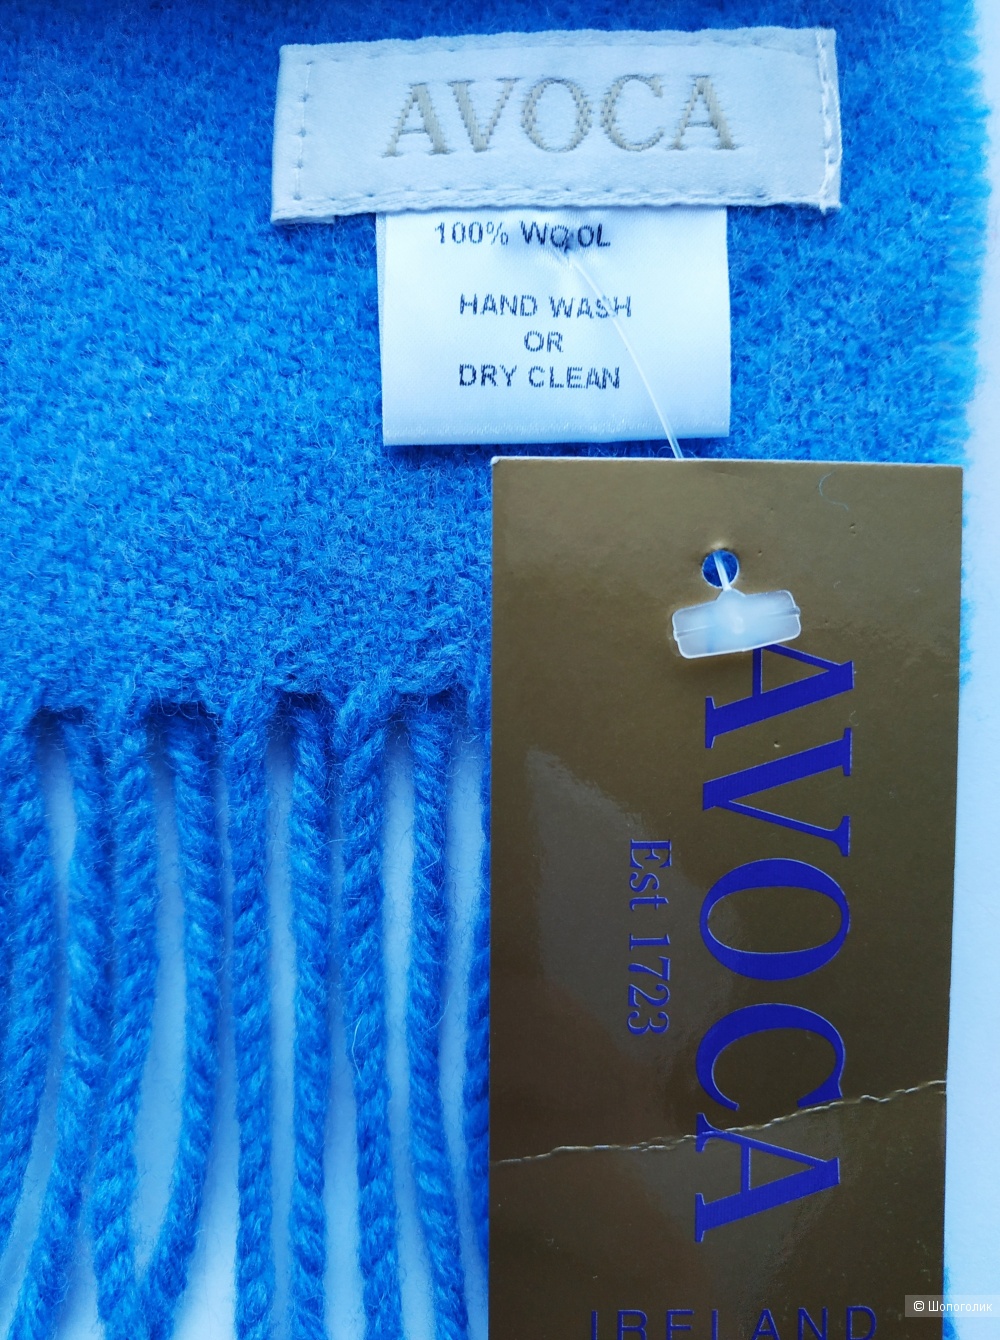 AVOCA
100% WOOL
HAND WASH
OR
DRY CLEAN
AVOCA
Est 1723
IRELAND
© Шопоголик